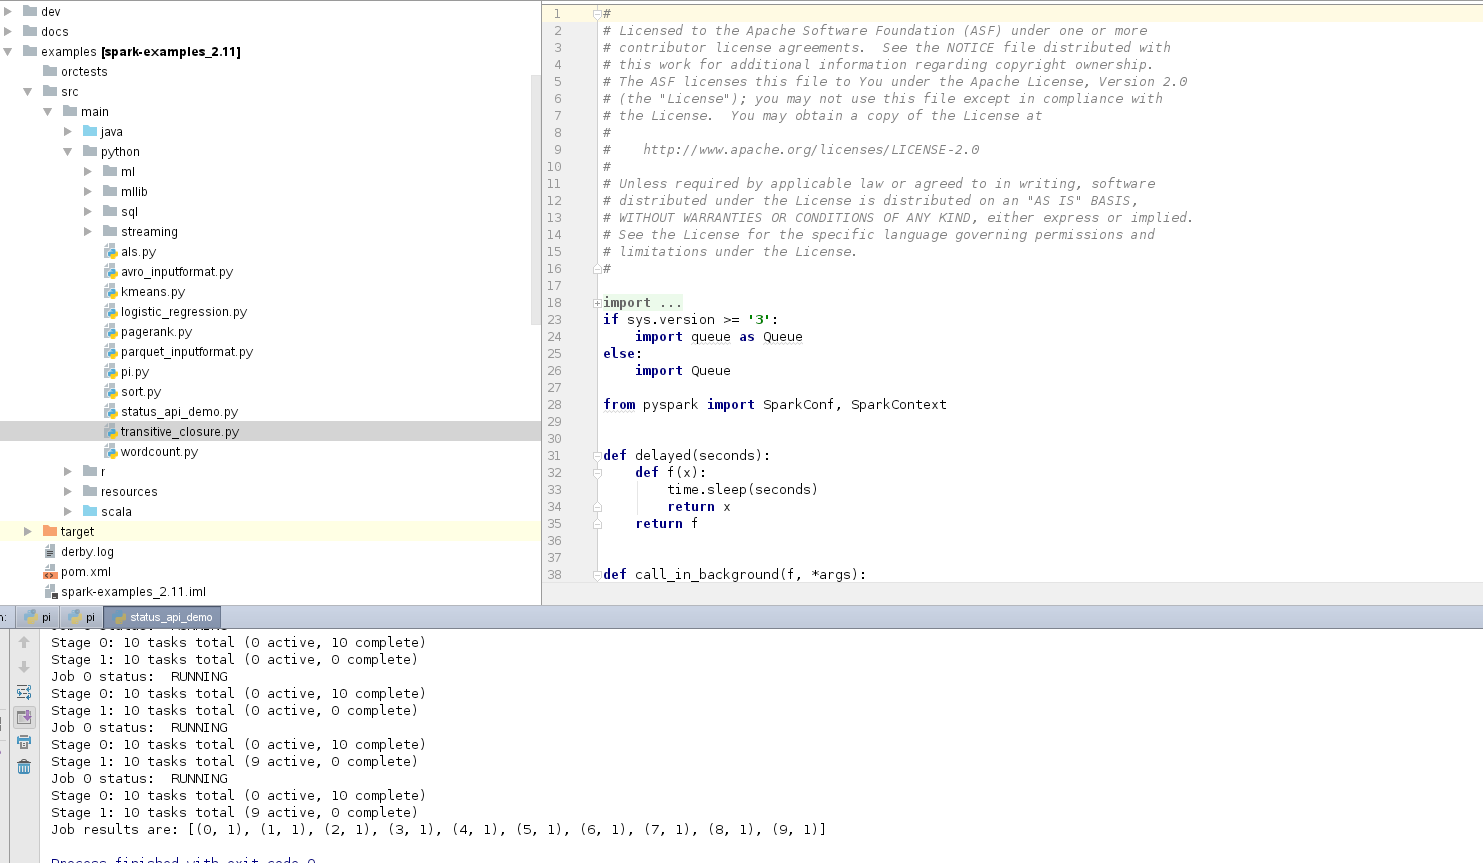 dev
docs
examples [spark-examples_2.11]
orctests
src
main
java
python
ml
mllib
sql
streaming
als.py
avro_inputformat.py
kmeans.py
logistic_regression.py
pagerank.py
parquet_inputformat.py
pi.py
sort.py
status_api_demo.py
transitive_closure.py
wordcount.py
r
resources
scala
target
derby.log
pom.xml
spark-examples_2.11.iml
1 #
2 # Licensed to the Apache Software Foundation (ASF) under one or more
3 # contributor license agreements.  See the NOTICE file distributed with
4 # this work for additional information regarding copyright ownership.
5 # The ASF licenses this file to You under the Apache License, Version 2.0
6 # (the "License"); you may not use this file except in compliance with
7 # the License.  You may obtain a copy of the License at
8 #
9 #    http://www.apache.org/licenses/LICENSE-2.0
10 #
11 # Unless required by applicable law or agreed to in writing, software
12 # distributed under the License is distributed on an "AS IS" BASIS,
13 # WITHOUT WARRANTIES OR CONDITIONS OF ANY KIND, either express or implied.
14 # See the License for the specific language governing permissions and
15 # limitations under the License.
16 #
17
18 import ...
23 if sys.version >= '3':
24     import queue as Queue
25 else:
26     import Queue
27
28 from pyspark import SparkConf, SparkContext
29
30
31 def delayed(seconds):
32     def f(x):
33         time.sleep(seconds)
34         return x
35     return f
36
37
38 def call_in_background(f, *args):
pi pi status_api_demo
Job 0 status:  RUNNING
Stage 0: 10 tasks total (0 active, 10 complete)
Stage 1: 10 tasks total (0 active, 0 complete)
Job 0 status:  RUNNING
Stage 0: 10 tasks total (0 active, 10 complete)
Stage 1: 10 tasks total (0 active, 0 complete)
Job 0 status:  RUNNING
Stage 0: 10 tasks total (0 active, 10 complete)
Stage 1: 10 tasks total (9 active, 0 complete)
Job 0 status:  RUNNING
Stage 0: 10 tasks total (0 active, 10 complete)
Stage 1: 10 tasks total (9 active, 0 complete)
Job results are: [(0, 1), (1, 1), (2, 1), (3, 1), (4, 1), (5, 1), (6, 1), (7, 1), (8, 1), (9, 1)]
Process finished with exit code 0